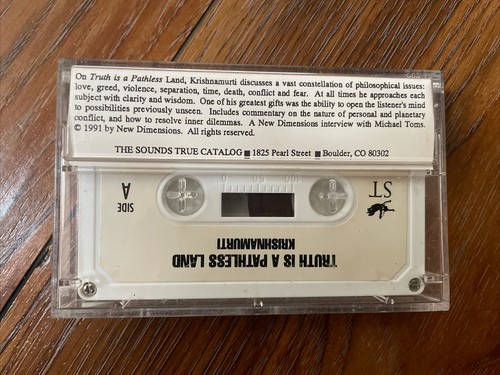 On Truth is a Pathless Land, Krishnamurti discusses a vast constellation of philosophical issues:
love, greed, violence, separation, time, death, conflict and fear. At all times he approaches each
subject with clarity and wisdom. One of his greatest gifts was the ability to open the listener's mind
to possibilities previously unseen. Includes commentary on the nature of personal and planetary
conflict, and how to resolve inner dilemmas. A New Dimensions interview with Michael Toms.
© 1991 by New Dimensions. All rights reserved.
THE SOUNDS TRUE CATALOG ■ 1825 Pearl Street ■ Boulder, CO 80302
TRUTH IS A PATHLESS LAND
KRISHNAMURTI
SIDE
A
ST
100 50 0